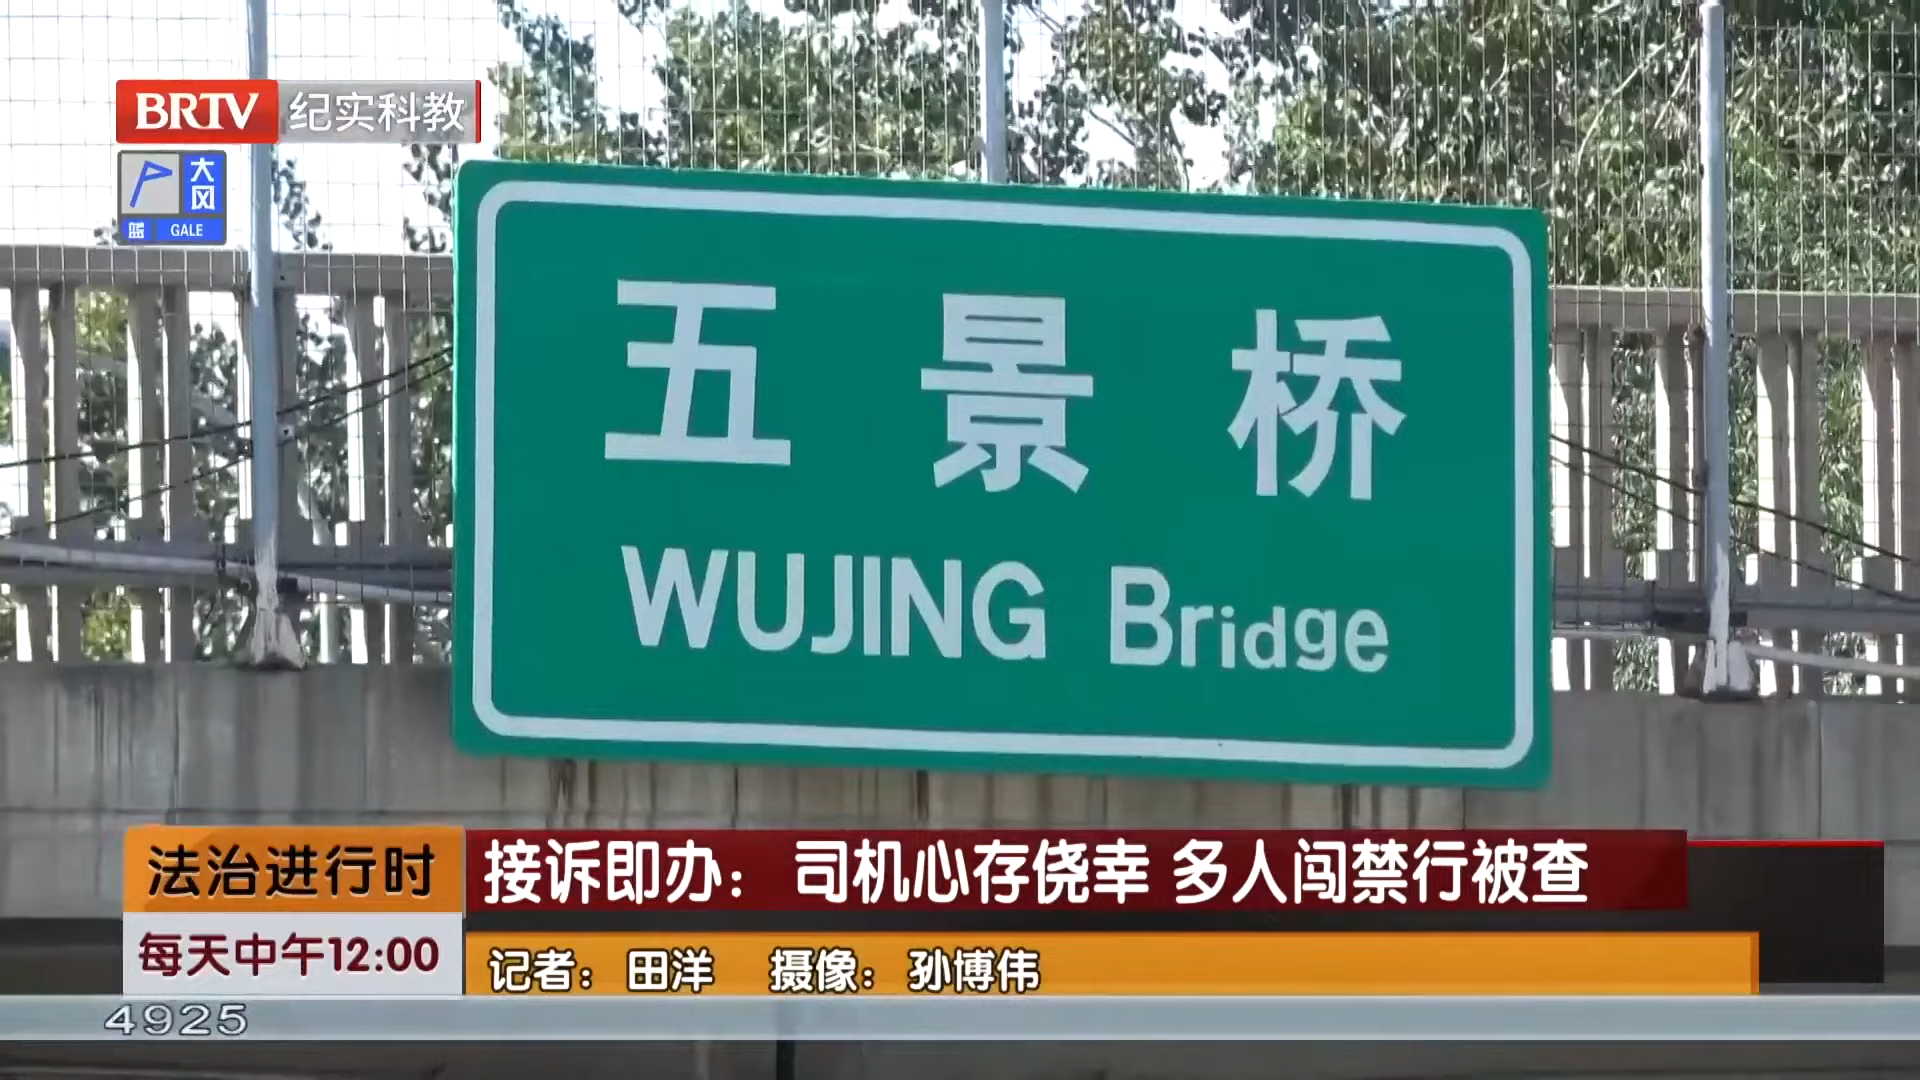 BRTV 纪实科教
大风
蓝 GALE
五景桥
WUJING Bridge
法治进行时
接诉即办：司机心存侥幸 多人闯禁行被查
每天中午12:00
记者：田洋 摄像：孙博伟
4925